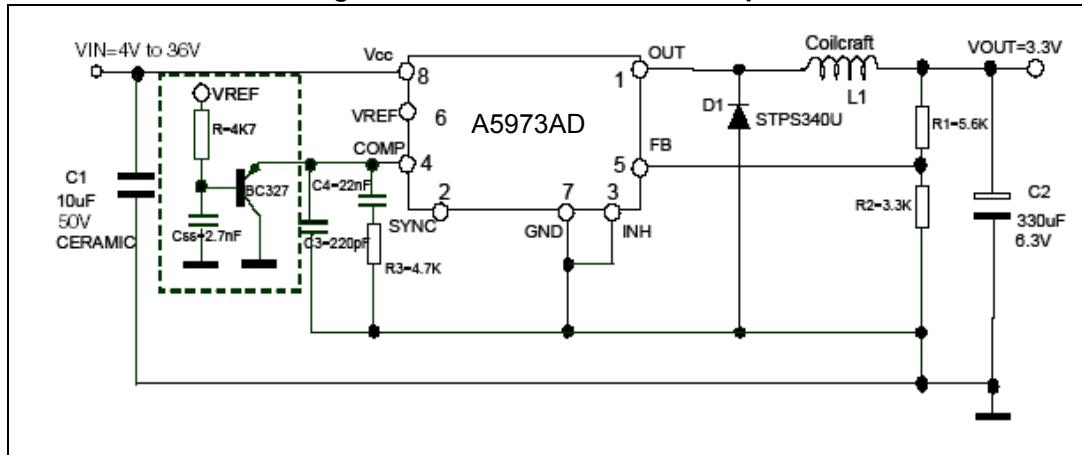 VIN=4V to 36V
VREF
R=4K7
BC327
Css=2.7nF
C1
10uF
50V
CERAMIC
Vcc
8
VREF
6
COMP
4
C4=22nF
C3=220pF
R3=4.7K
SYNC
2
A5973AD
7
GND
3
INH
OUT
1
FB
5
D1
STPS340U
Coilcraft
L1
VOUT=3.3V
R1=5.6K
R2=3.3K
C2
330uF
6.3V